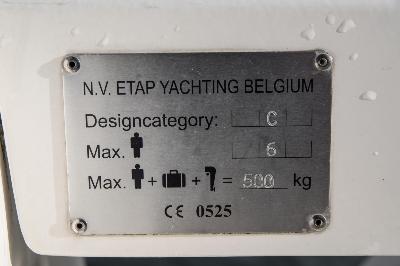 N.V. ETAP YACHTING BELGIUM
Designcategory: C
Max. 6
Max. + + = 500 kg
CE 0525